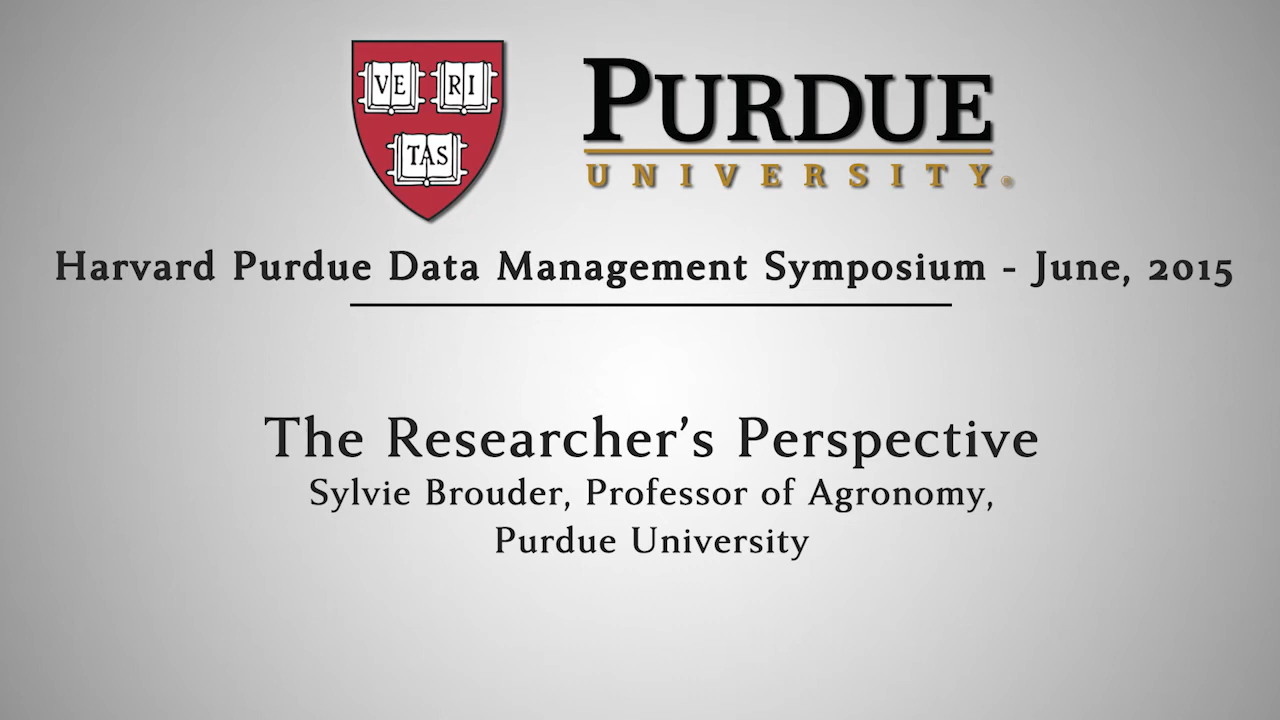 VE RI
TAS
PURDUE
UNIVERSITY®
Harvard Purdue Data Management Symposium - June, 2015
The Researcher's Perspective
Sylvie Brouder, Professor of Agronomy,
Purdue University